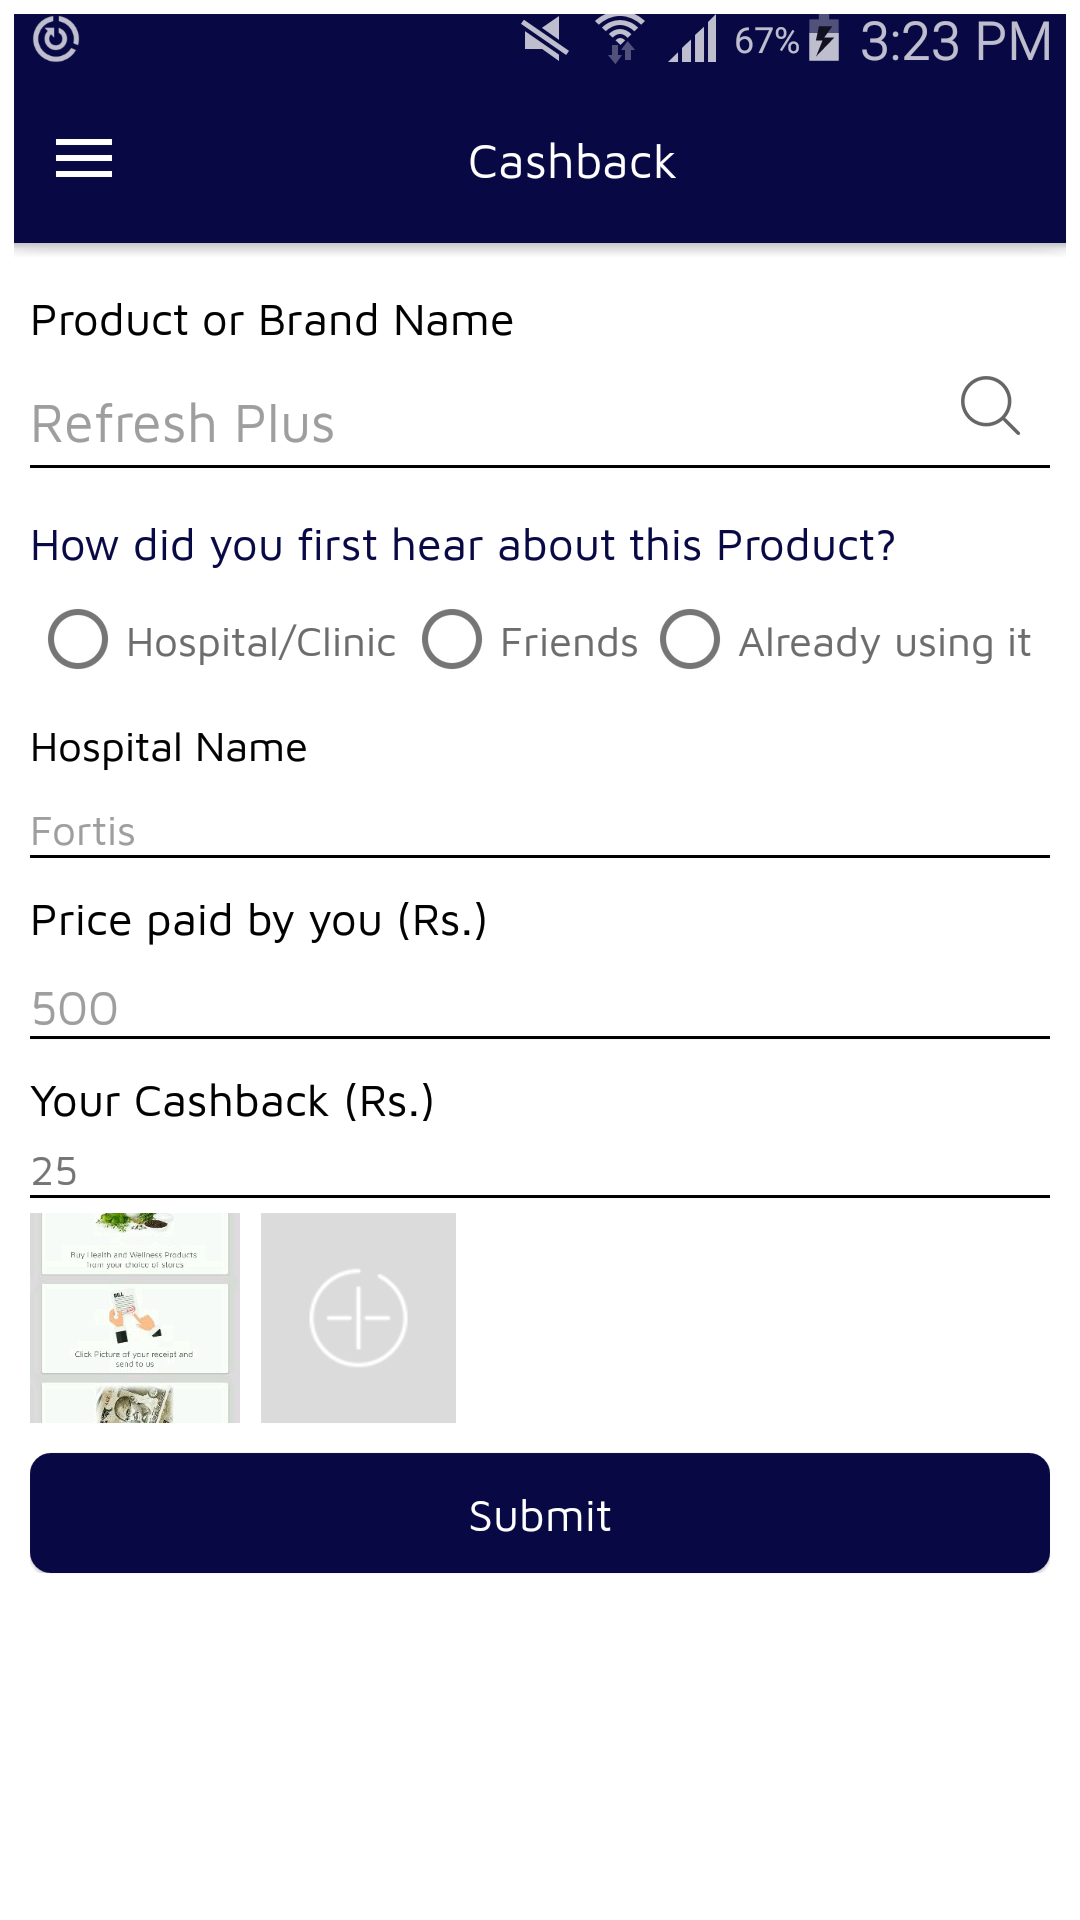 67% 3:23 PM
Cashback
Product or Brand Name
Refresh Plus
How did you first hear about this Product?
Hospital/Clinic Friends Already using it
Hospital Name
Fortis
Price paid by you (Rs.)
500
Your Cashback (Rs.)
25
Buy Health and Wellness Products
from your choice of stores
BILL
Click Picture of your receipt and
send to us
Submit